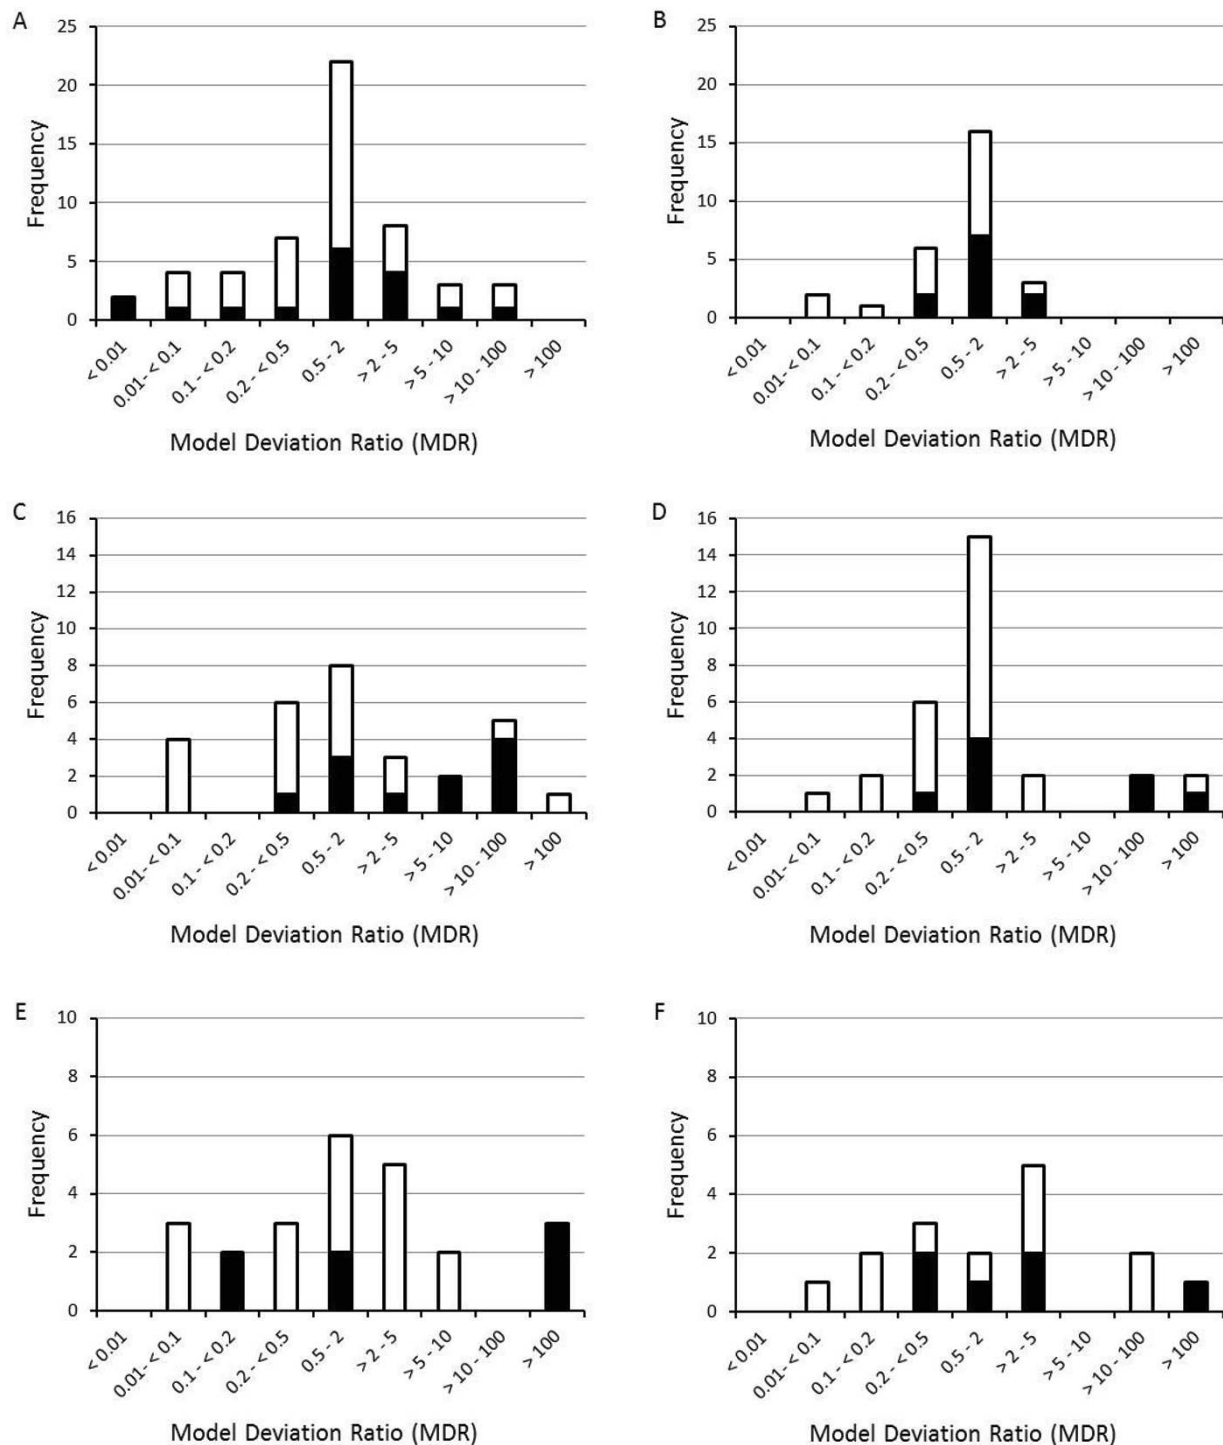 A
25
20
15
10
5
0
Frequency
< 0.01
0.01- < 0.1
0.1 - < 0.2
0.2 - < 0.5
0.5 - 2
> 2 - 5
> 5 - 10
> 10 - 100
> 100
Model Deviation Ratio (MDR)
B
25
20
15
10
5
0
Frequency
< 0.01
0.01- < 0.1
0.1 - < 0.2
0.2 - < 0.5
0.5 - 2
> 2 - 5
> 5 - 10
> 10 - 100
> 100
Model Deviation Ratio (MDR)
C
16
14
12
10
8
6
4
2
0
Frequency
< 0.01
0.01- < 0.1
0.1 - < 0.2
0.2 - < 0.5
0.5 - 2
> 2 - 5
> 5 - 10
> 10 - 100
> 100
Model Deviation Ratio (MDR)
D
16
14
12
10
8
6
4
2
0
Frequency
< 0.01
0.01- < 0.1
0.1 - < 0.2
0.2 - < 0.5
0.5 - 2
> 2 - 5
> 5 - 10
> 10 - 100
> 100
Model Deviation Ratio (MDR)
E
10
8
6
4
2
0
Frequency
< 0.01
0.01- < 0.1
0.1 - < 0.2
0.2 - < 0.5
0.5 - 2
> 2 - 5
> 5 - 10
> 10 - 100
> 100
Model Deviation Ratio (MDR)
F
10
8
6
4
2
0
Frequency
< 0.01
0.01- < 0.1
0.1 - < 0.2
0.2 - < 0.5
0.5 - 2
> 2 - 5
> 5 - 10
> 10 - 100
> 100
Model Deviation Ratio (MDR)